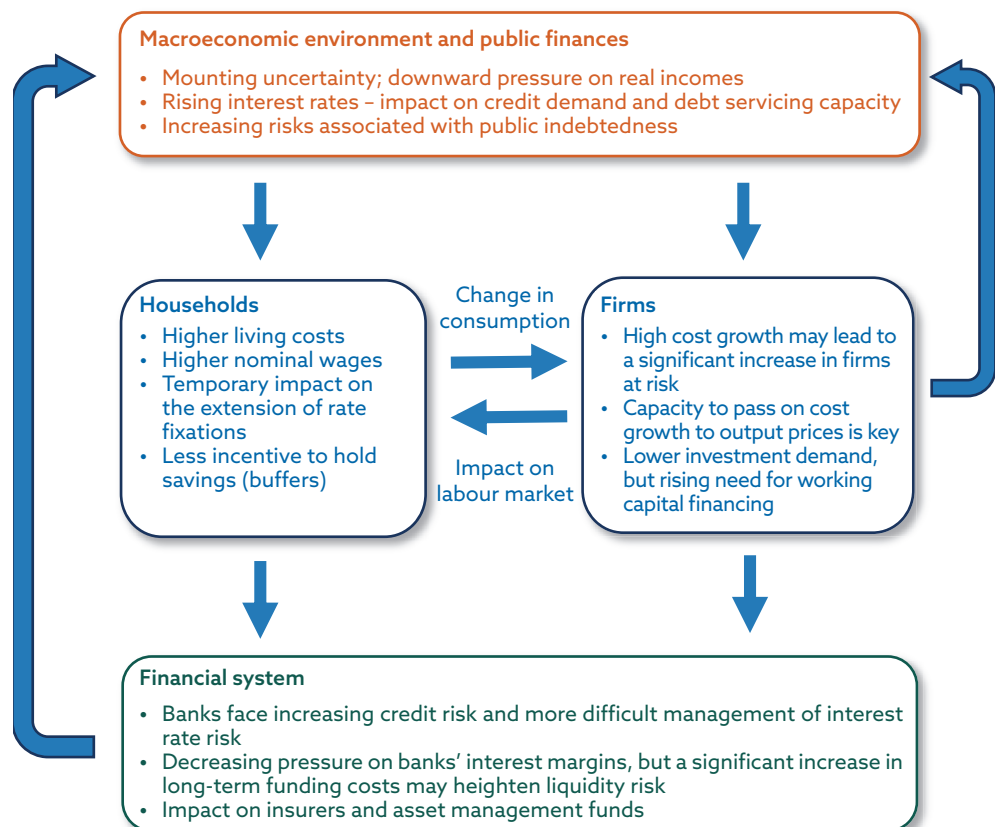 Macroeconomic environment and public finances
• Mounting uncertainty; downward pressure on real incomes
• Rising interest rates – impact on credit demand and debt servicing capacity
• Increasing risks associated with public indebtedness
Households
• Higher living costs
• Higher nominal wages
• Temporary impact on
the extension of rate
fixations
• Less incentive to hold
savings (buffers)
Change in
consumption
Impact on
labour market
Firms
• High cost growth may lead to
a significant increase in firms
at risk
• Capacity to pass on cost
growth to output prices is key
• Lower investment demand,
but rising need for working
capital financing
Financial system
• Banks face increasing credit risk and more difficult management of interest
rate risk
• Decreasing pressure on banks’ interest margins, but a significant increase in
long-term funding costs may heighten liquidity risk
• Impact on insurers and asset management funds